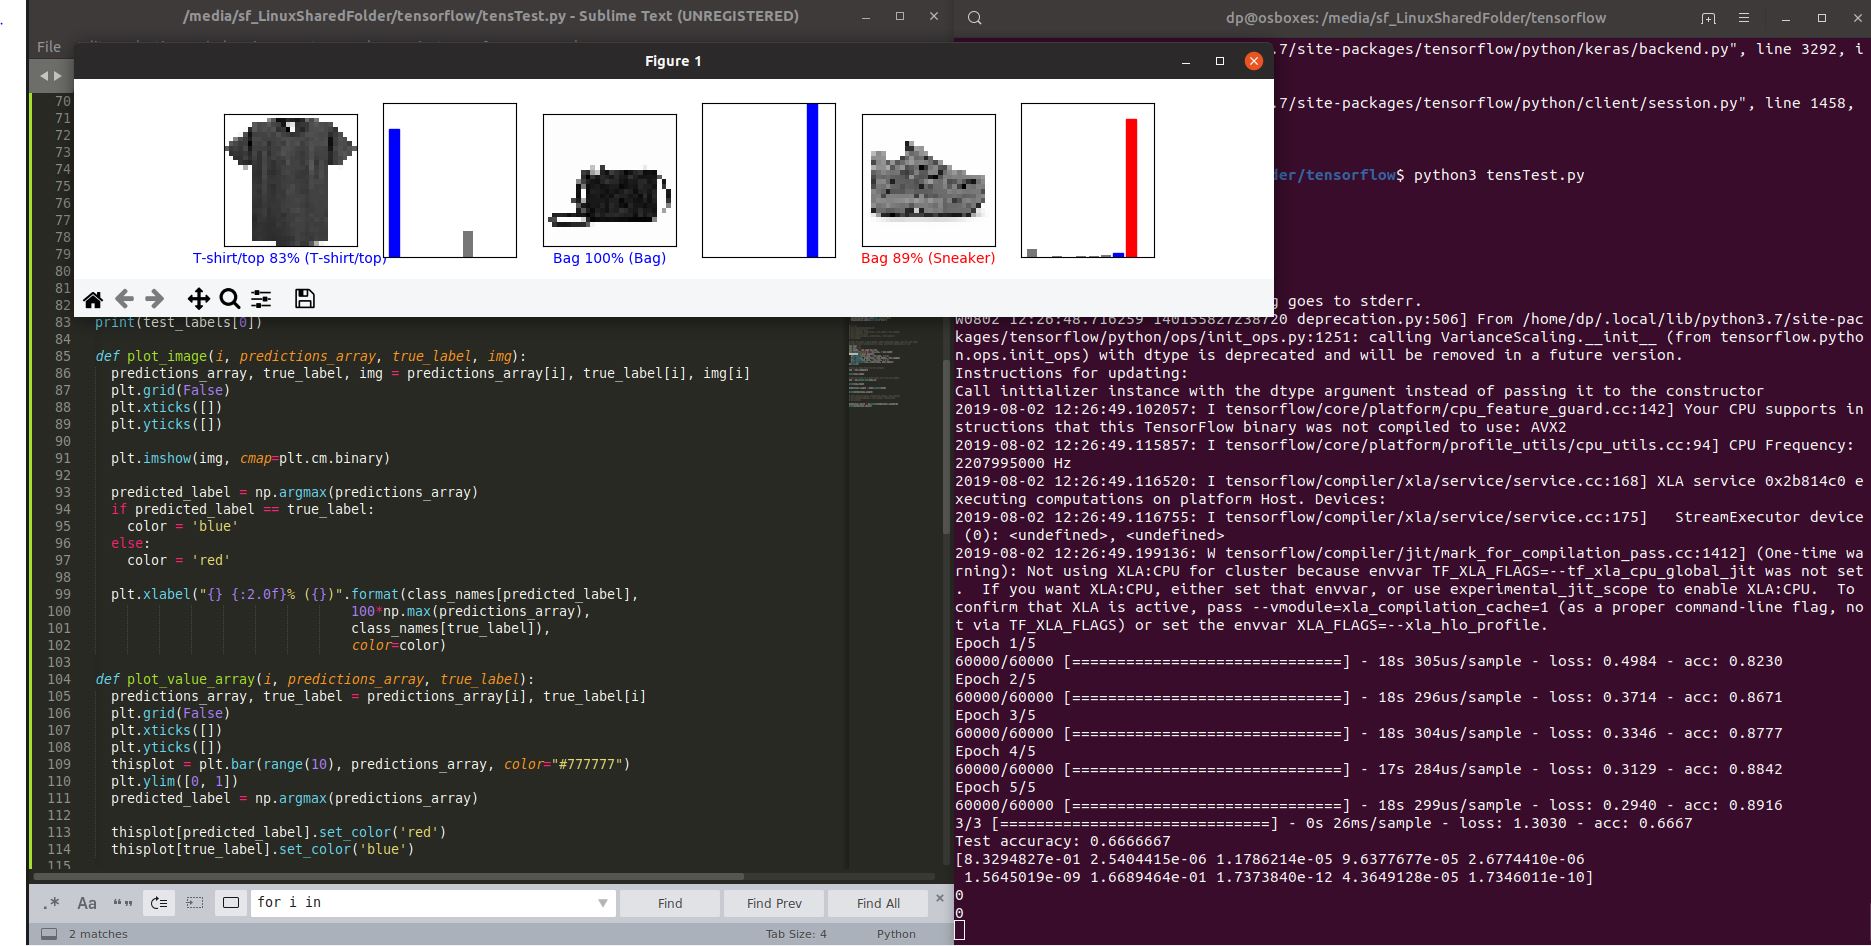 /media/sf_LinuxSharedFolder/tensorflow/tensTest.py - Sublime Text (UNREGISTERED)
File
Figure 1
T-shirt/top 83% (T-shirt/top)
Bag 100% (Bag)
Bag 89% (Sneaker)
70
71
72
73
74
75
76
77
78
79
80
81
82
83 print(test_labels[0])
84
85 def plot_image(i, predictions_array, true_label, img):
86 predictions_array, true_label, img = predictions_array[i], true_label[i], img[i]
87 plt.grid(False)
88 plt.xticks([])
89 plt.yticks([])
90
91 plt.imshow(img, cmap=plt.cm.binary)
92
93 predicted_label = np.argmax(predictions_array)
94 if predicted_label == true_label:
95 color = 'blue'
96 else:
97 color = 'red'
98
99 plt.xlabel("{} {:2.0f}% ({})".format(class_names[predicted_label],
100 100*np.max(predictions_array),
101 class_names[true_label]),
102 color=color)
103
104 def plot_value_array(i, predictions_array, true_label):
105 predictions_array, true_label = predictions_array[i], true_label[i]
106 plt.grid(False)
107 plt.xticks([])
108 plt.yticks([])
109 thisplot = plt.bar(range(10), predictions_array, color="#777777")
110 plt.ylim([0, 1])
111 predicted_label = np.argmax(predictions_array)
112
113 thisplot[predicted_label].set_color('red')
114 thisplot[true_label].set_color('blue')
115
.* Aa “” for i in Find Find Prev Find All
2 matches Tab Size: 4 Python
dp@osboxes: /media/sf_LinuxSharedFolder/tensorflow
.7/site-packages/tensorflow/python/keras/backend.py", line 3292, i
.7/site-packages/tensorflow/python/client/session.py", line 1458,
der/tensorflow$ python3 tensTest.py
g goes to stderr.
W0802 12:26:48.716259 140155827238720 deprecation.py:506] From /home/dp/.local/lib/python3.7/site-pac
kages/tensorflow/python/ops/init_ops.py:1251: calling VarianceScaling.__init__ (from tensorflow.pytho
n.ops.init_ops) with dtype is deprecated and will be removed in a future version.
Instructions for updating:
Call initializer instance with the dtype argument instead of passing it to the constructor
2019-08-02 12:26:49.102057: I tensorflow/core/platform/cpu_feature_guard.cc:142] Your CPU supports in
structions that this TensorFlow binary was not compiled to use: AVX2
2019-08-02 12:26:49.115857: I tensorflow/core/platform/profile_utils/cpu_utils.cc:94] CPU Frequency:
2207995000 Hz
2019-08-02 12:26:49.116520: I tensorflow/compiler/xla/service/service.cc:168] XLA service 0x2b814c0 e
xecuting computations on platform Host. Devices:
2019-08-02 12:26:49.116755: I tensorflow/compiler/xla/service/service.cc:175] StreamExecutor device
(0): <undefined>, <undefined>
2019-08-02 12:26:49.199136: W tensorflow/compiler/jit/mark_for_compilation_pass.cc:1412] (One-time wa
rning): Not using XLA:CPU for cluster because envvar TF_XLA_FLAGS=--tf_xla_cpu_global_jit was not set
. If you want XLA:CPU, either set that envvar, or use experimental_jit_scope to enable XLA:CPU. To
confirm that XLA is active, pass --vmodule=xla_compilation_cache=1 (as a proper command-line flag, no
t via TF_XLA_FLAGS) or set the envvar XLA_FLAGS=--xla_hlo_profile.
Epoch 1/5
60000/60000 [==============================] - 18s 305us/sample - loss: 0.4984 - acc: 0.8230
Epoch 2/5
60000/60000 [==============================] - 18s 296us/sample - loss: 0.3714 - acc: 0.8671
Epoch 3/5
60000/60000 [==============================] - 18s 304us/sample - loss: 0.3346 - acc: 0.8777
Epoch 4/5
60000/60000 [==============================] - 17s 284us/sample - loss: 0.3129 - acc: 0.8842
Epoch 5/5
60000/60000 [==============================] - 18s 299us/sample - loss: 0.2940 - acc: 0.8916
3/3 [==============================] - 0s 26ms/sample - loss: 1.3030 - acc: 0.6667
Test accuracy: 0.6666667
[8.3294827e-01 2.5404415e-06 1.1786214e-05 9.6377677e-05 2.6774410e-06
1.5645019e-09 1.6689464e-01 1.7373840e-12 4.3649128e-05 1.7346011e-10]
0
0